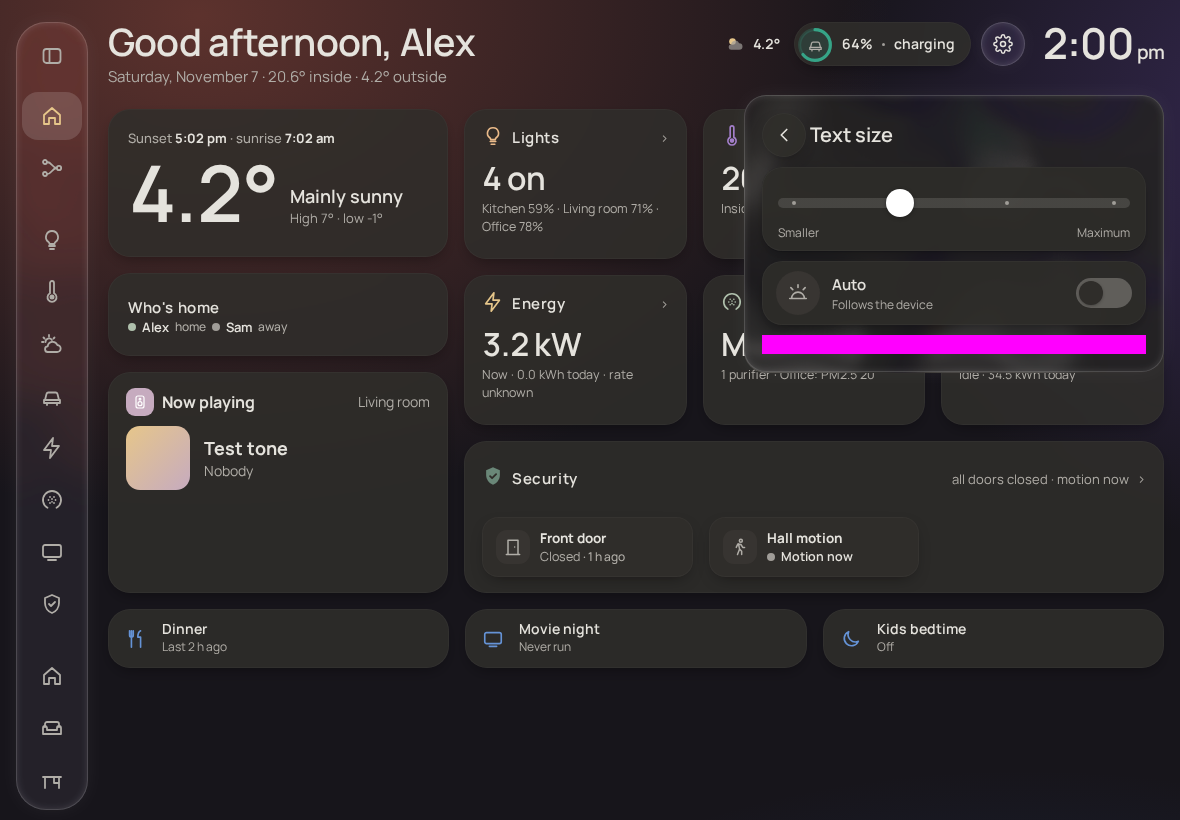 Good afternoon, Alex
Saturday, November 7 · 20.6° inside · 4.2° outside
4.2°
64% • charging
2:00 pm
Sunset 5:02 pm · sunrise 7:02 am
4.2°
Mainly sunny
High 7° · low -1°
Lights
4 on
Kitchen 59% · Living room 71% ·
Office 78%
Text size
Smaller
Maximum
Auto
Follows the device
Who's home
Alex home Sam away
Energy
3.2 kW
Now · 0.0 kWh today · rate
unknown
1 purifier · Office: PM2.5 20
Idle · 34.5 kWh today
Now playing
Living room
Test tone
Nobody
Security
all doors closed · motion now
Front door
Closed · 1 h ago
Hall motion
Motion now
Dinner
Last 2 h ago
Movie night
Never run
Kids bedtime
Off